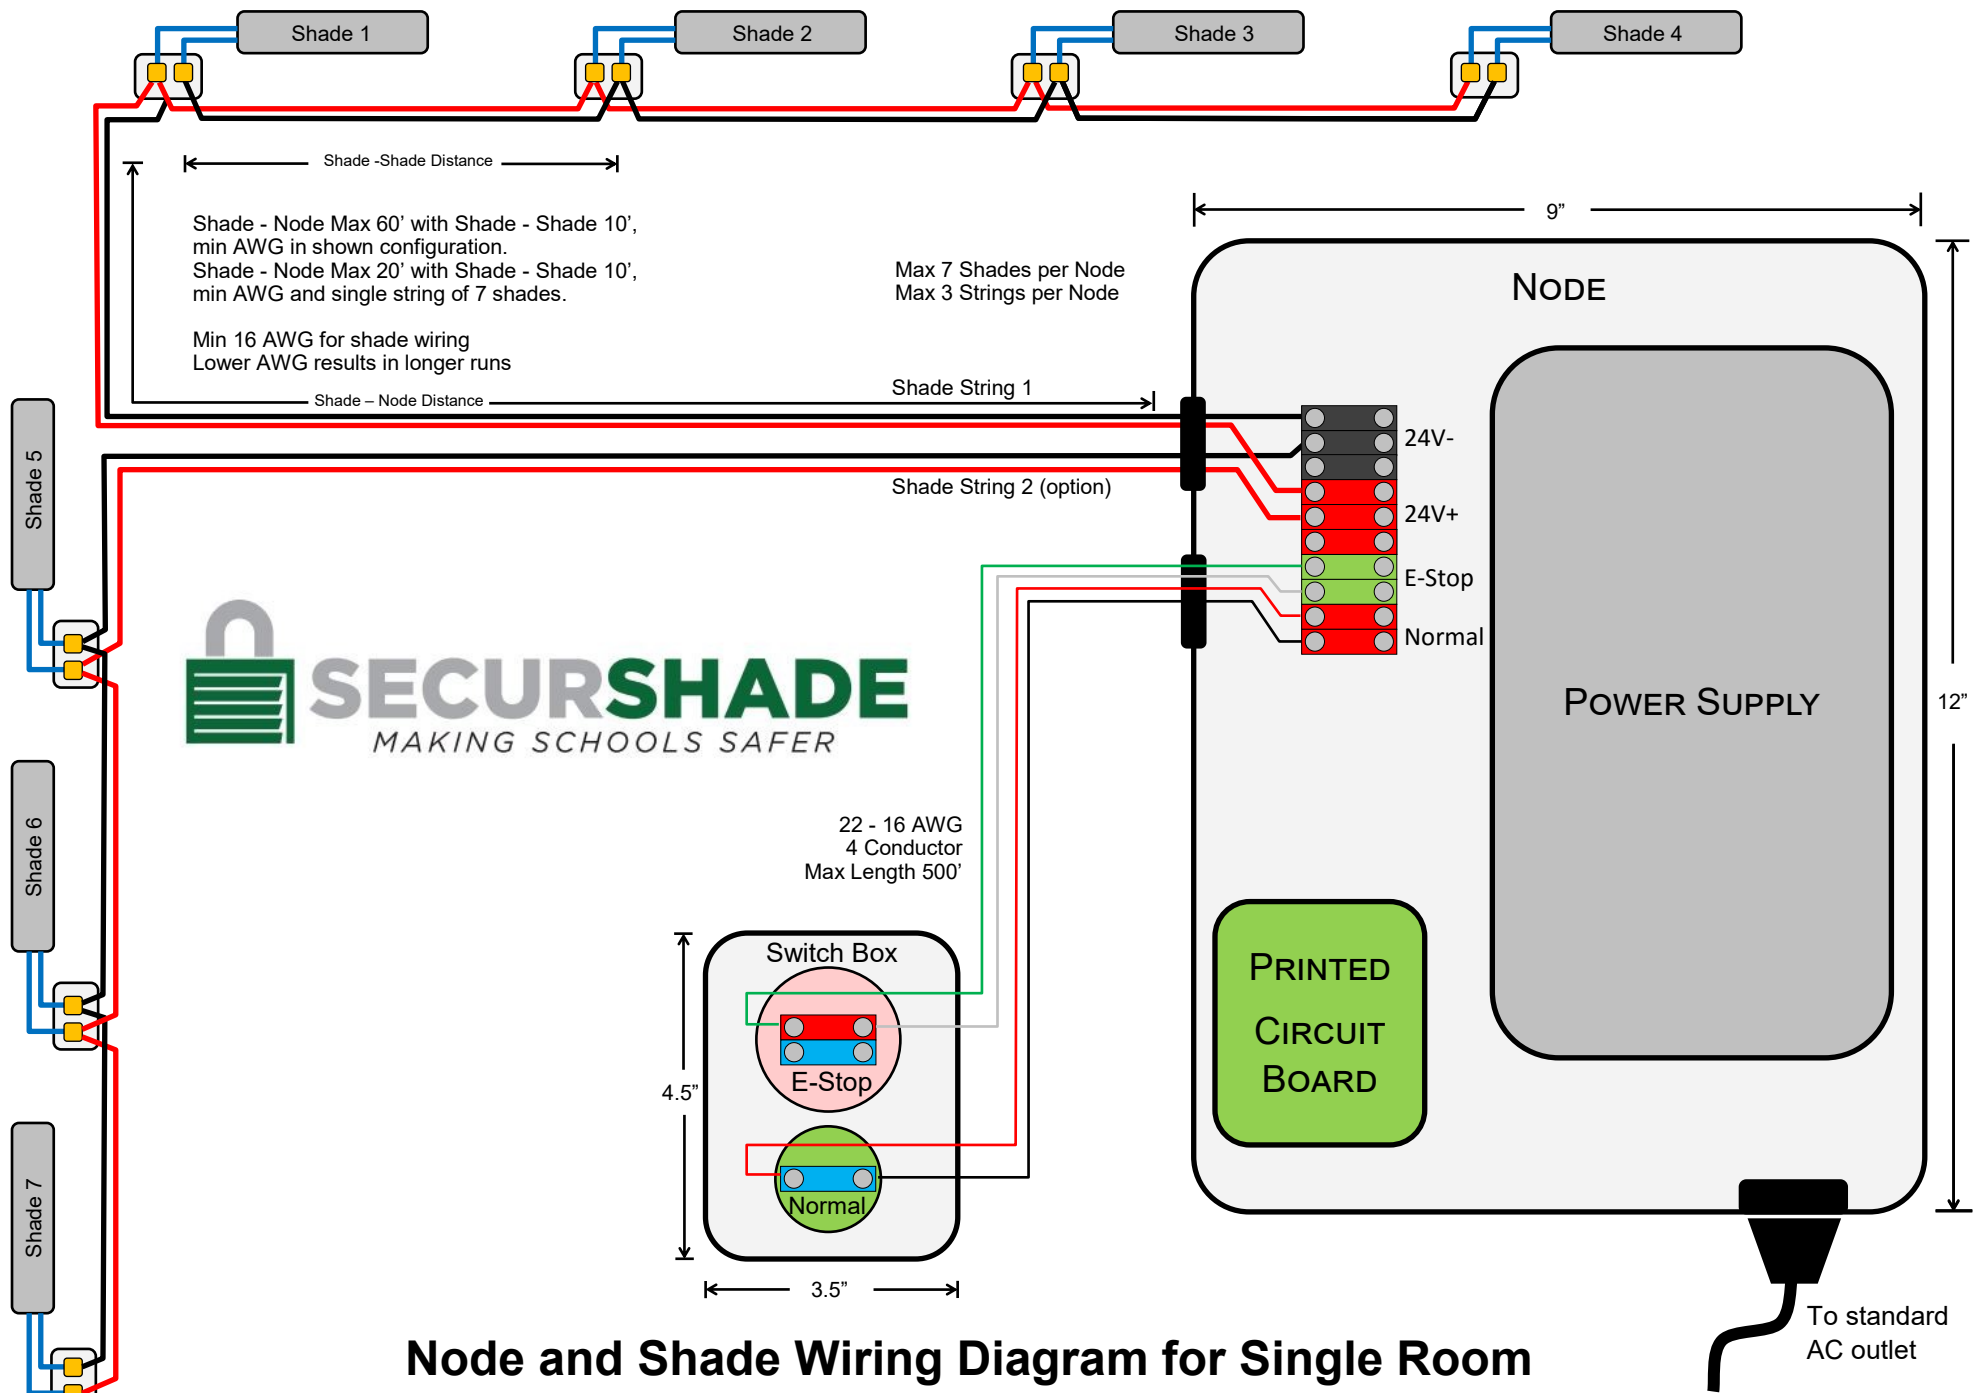 Shade 1
Shade 2
Shade 3
Shade 4
Shade -Shade Distance
Shade - Node Max 60’ with Shade - Shade 10’,
min AWG in shown configuration.
Shade - Node Max 20’ with Shade - Shade 10’,
min AWG and single string of 7 shades.
Min 16 AWG for shade wiring
Lower AWG results in longer runs
Max 7 Shades per Node
Max 3 Strings per Node
9”
NODE
Shade – Node Distance
Shade String 1
Shade String 2 (option)
24V-
24V+
E-Stop
Normal
POWER SUPPLY
12”
Shade 5
SECURSHADE
MAKING SCHOOLS SAFER
Shade 6
22 - 16 AWG
4 Conductor
Max Length 500’
Switch Box
E-Stop
Normal
4.5”
3.5”
PRINTED
CIRCUIT
BOARD
Shade 7
To standard
AC outlet
Node and Shade Wiring Diagram for Single Room